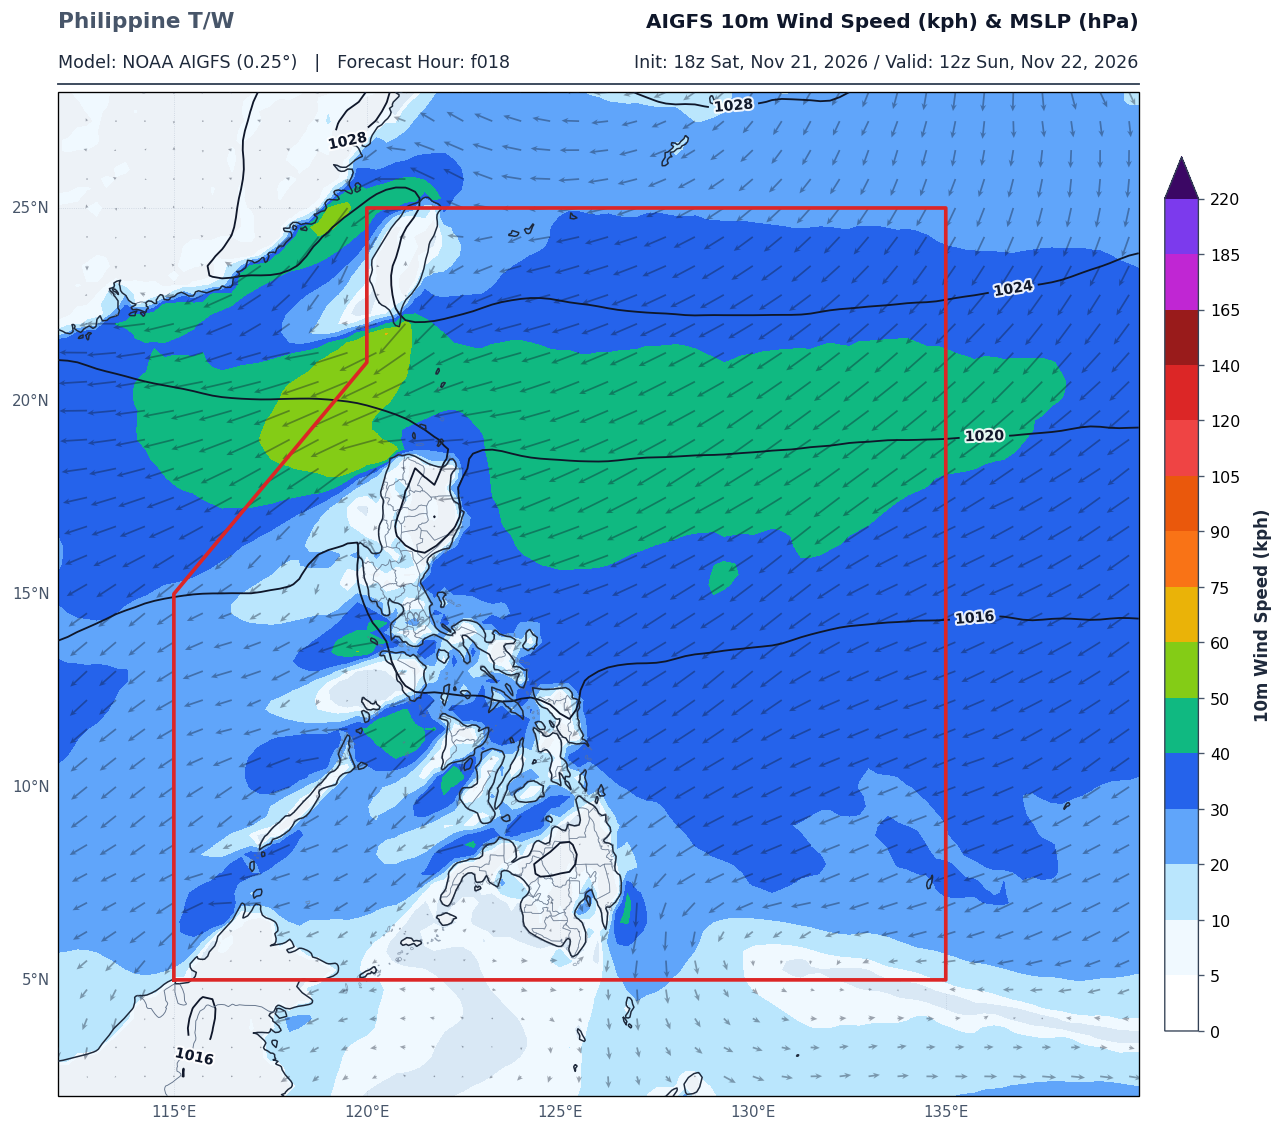 Philippine T/W
AIGFS 10m Wind Speed (kph) & MSLP (hPa)
Model: NOAA AIGFS (0.25°) | Forecast Hour: f018
Init: 18z Sat, Nov 21, 2026 / Valid: 12z Sun, Nov 22, 2026
1028
1028
1024
1020
1016
1016
25°N
20°N
15°N
10°N
5°N
115°E
120°E
125°E
130°E
135°E
220
185
165
140
120
105
90
75
60
50
40
30
20
10
5
0
10m Wind Speed (kph)